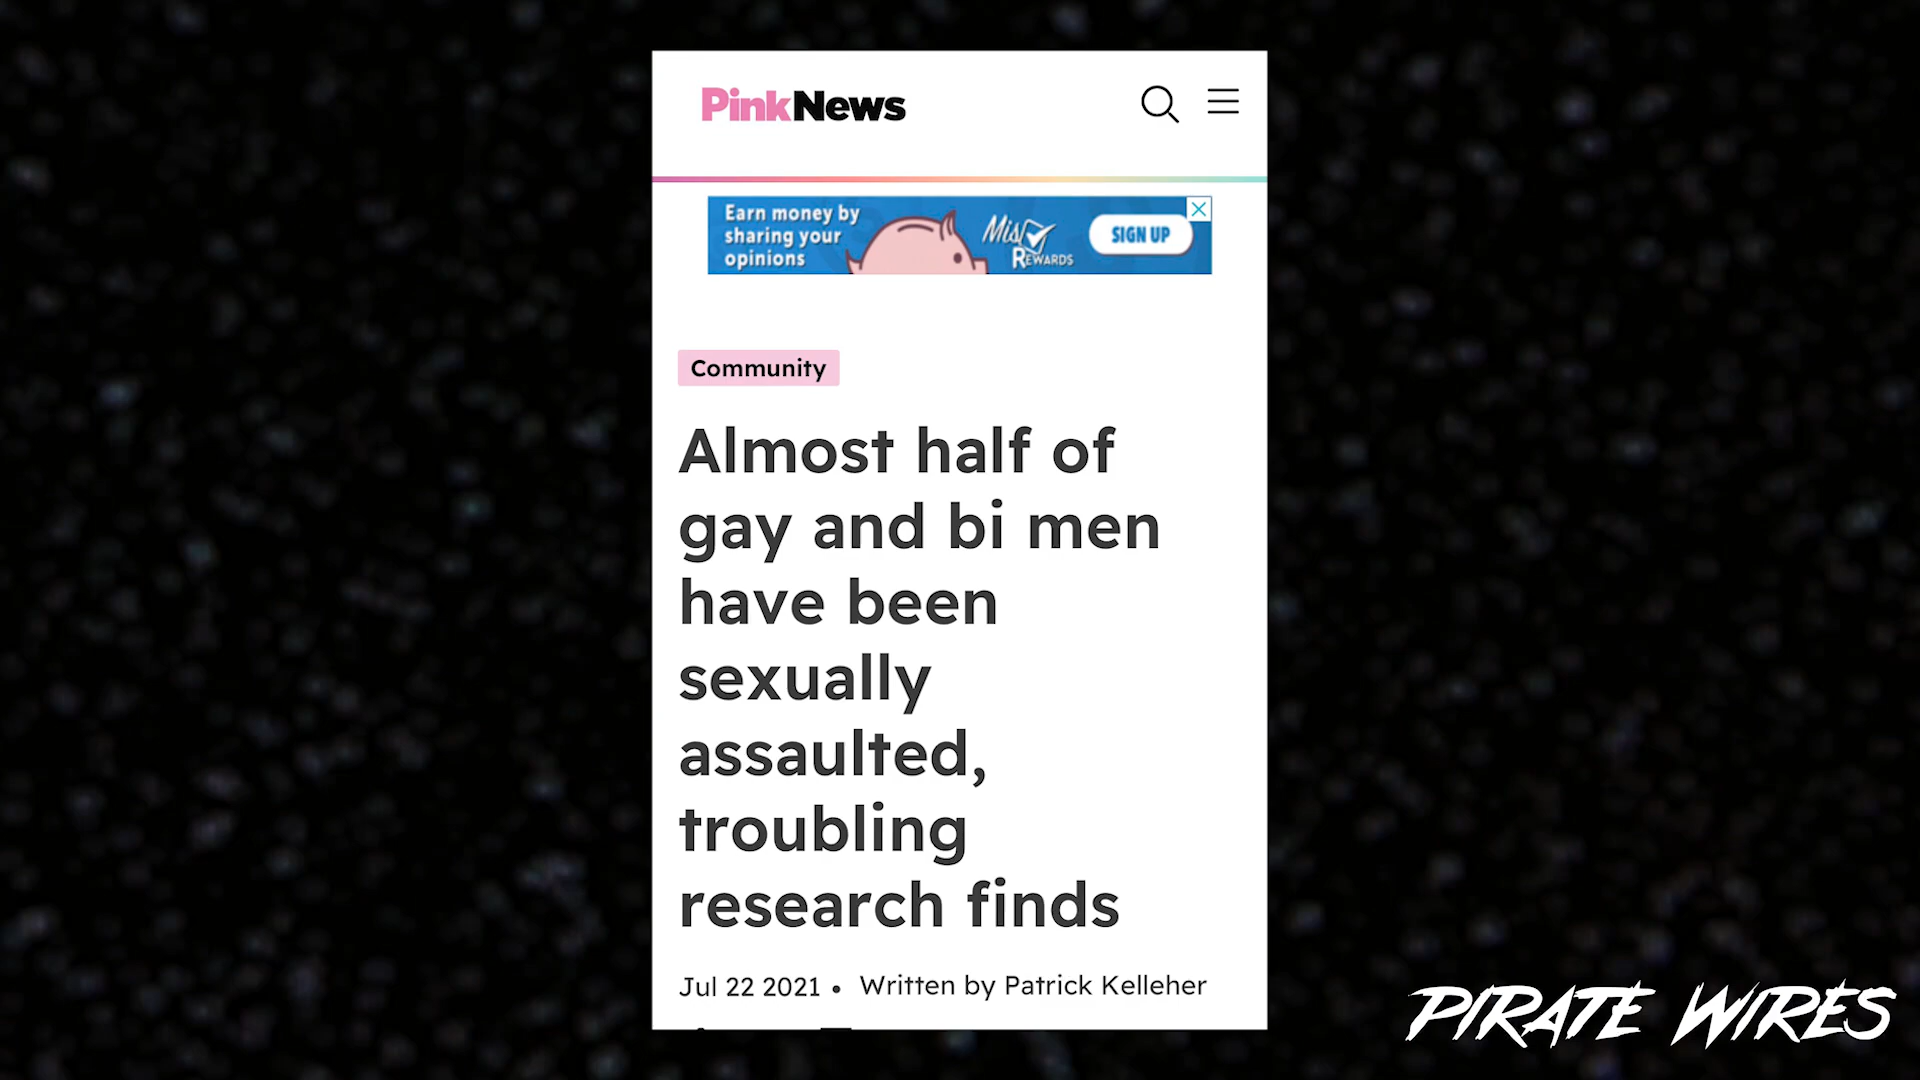 PinkNews
Earn money by
sharing your
opinions
REWARDS
SIGN UP
Community
Almost half of
gay and bi men
have been
sexually
assaulted,
troubling
research finds
Jul 22 2021 • Written by Patrick Kelleher
PIRATE WIRES